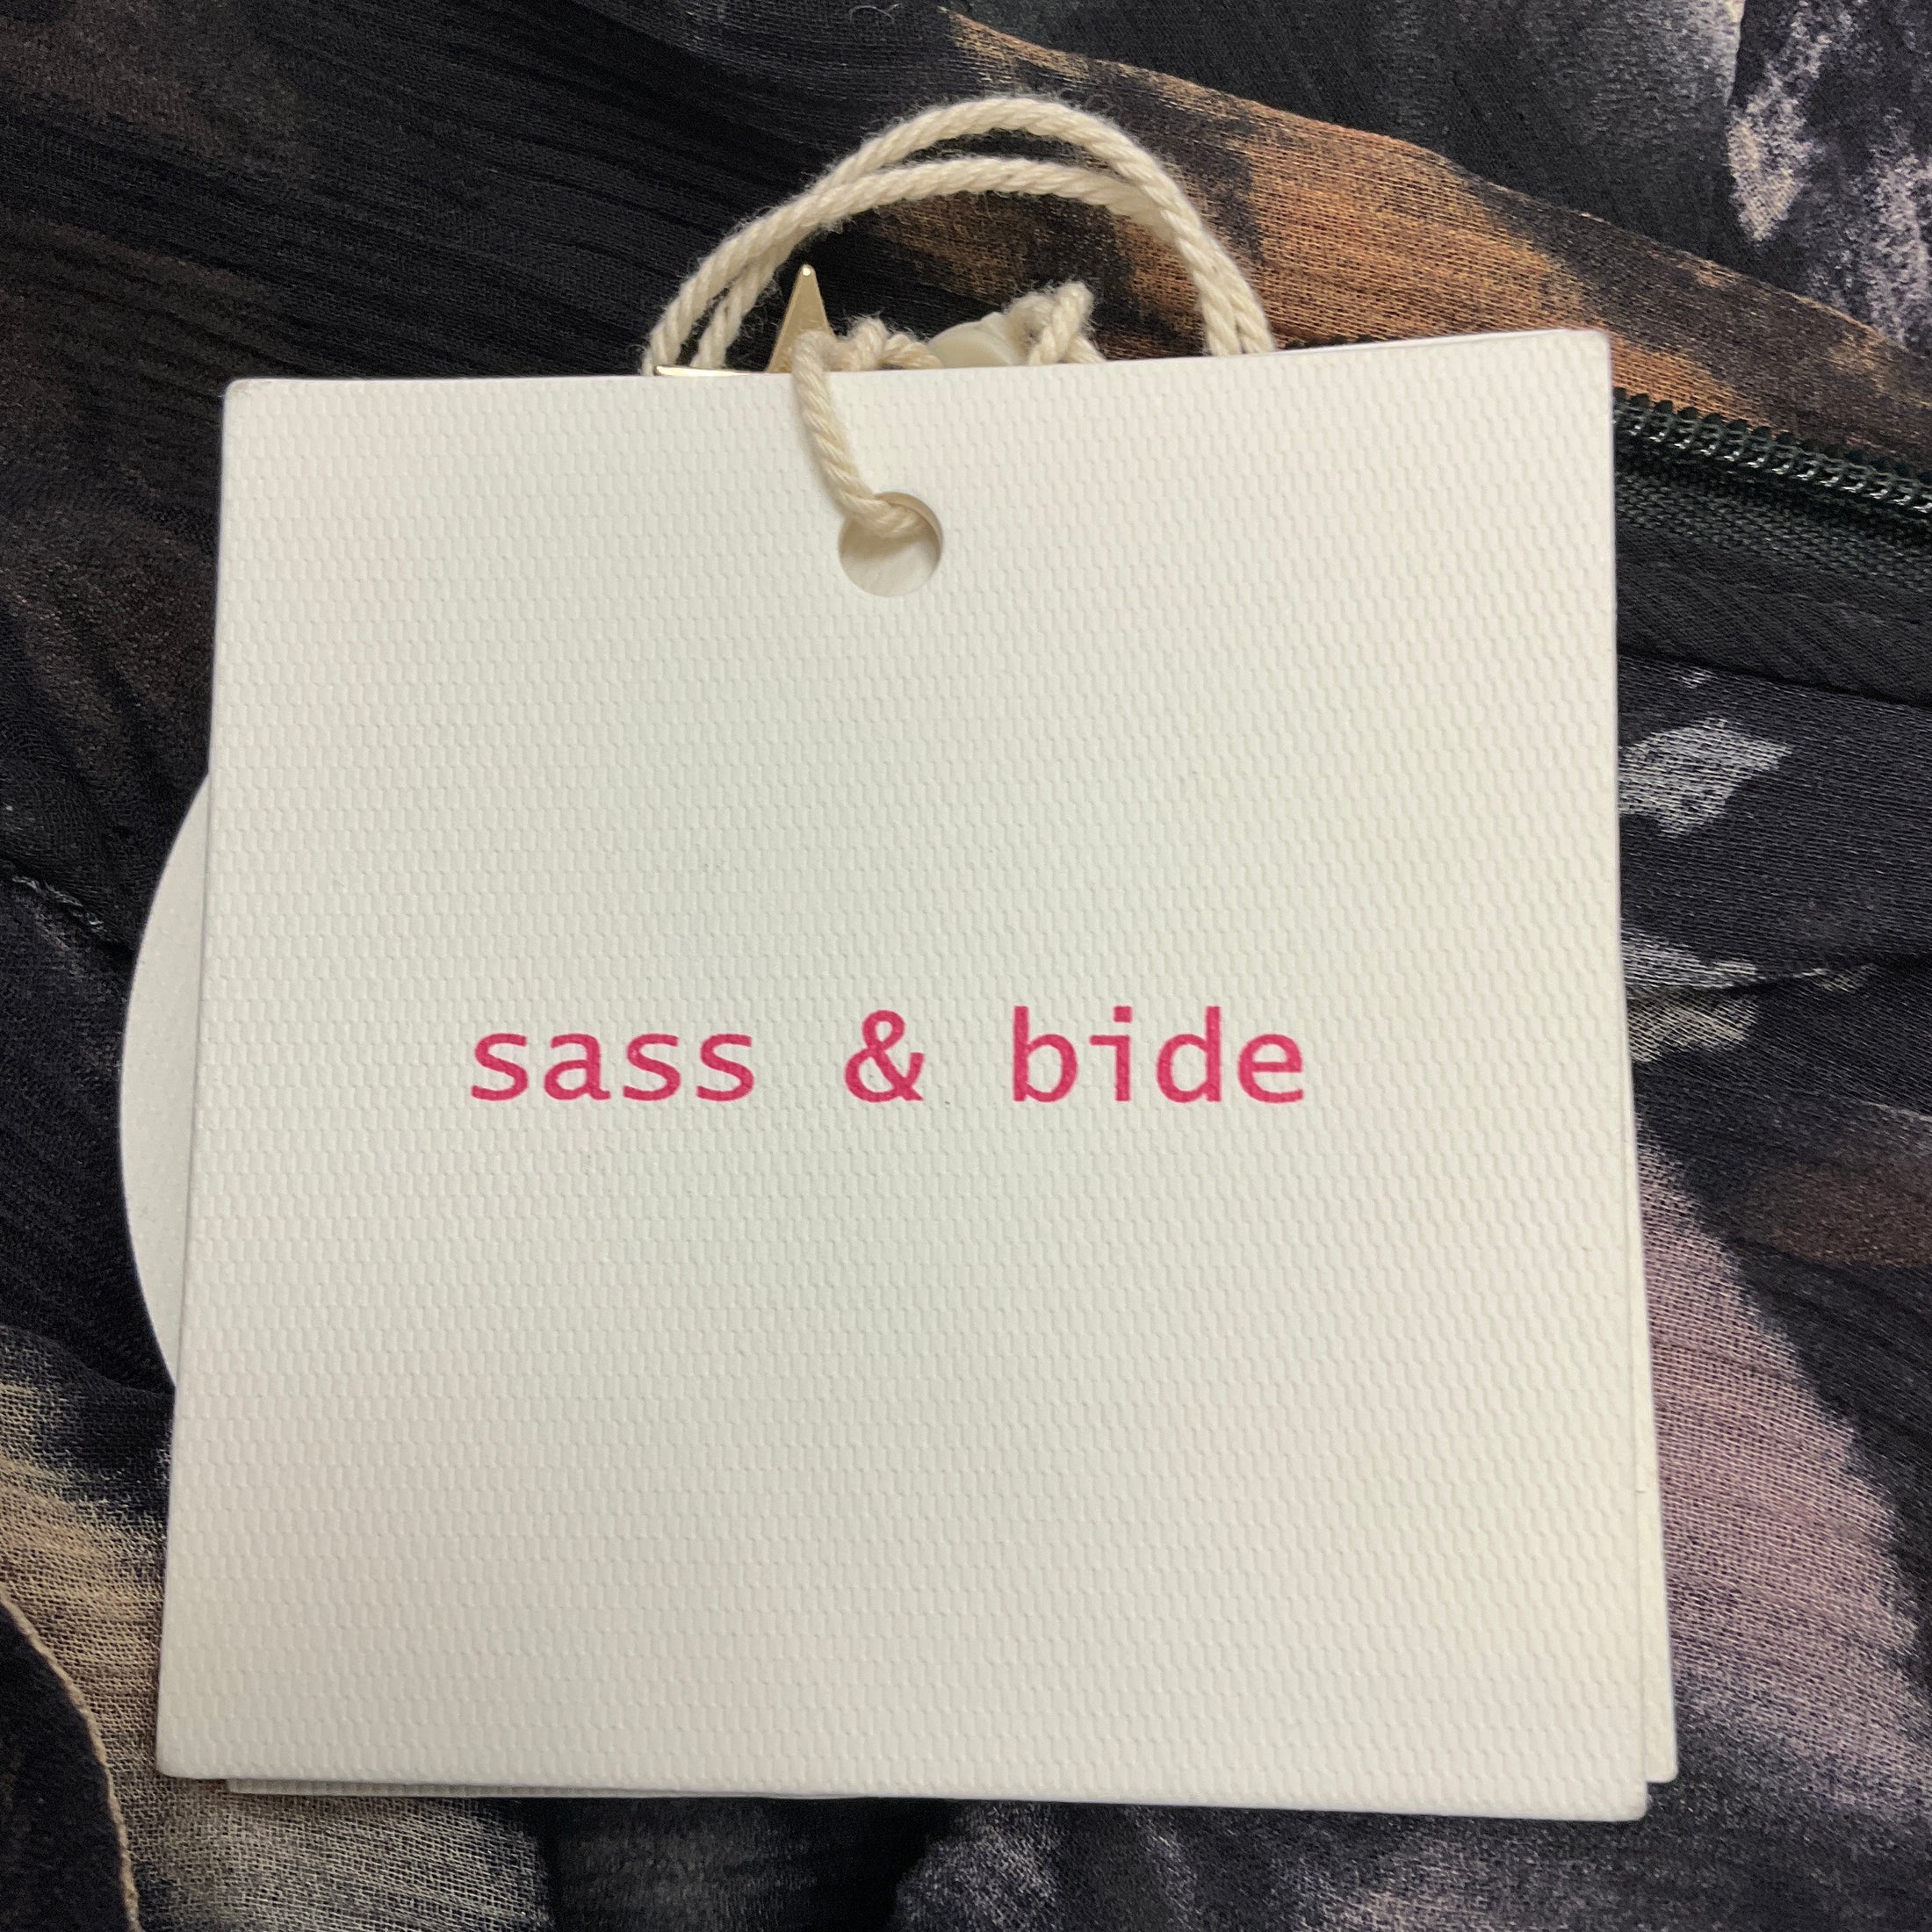 sass & bide